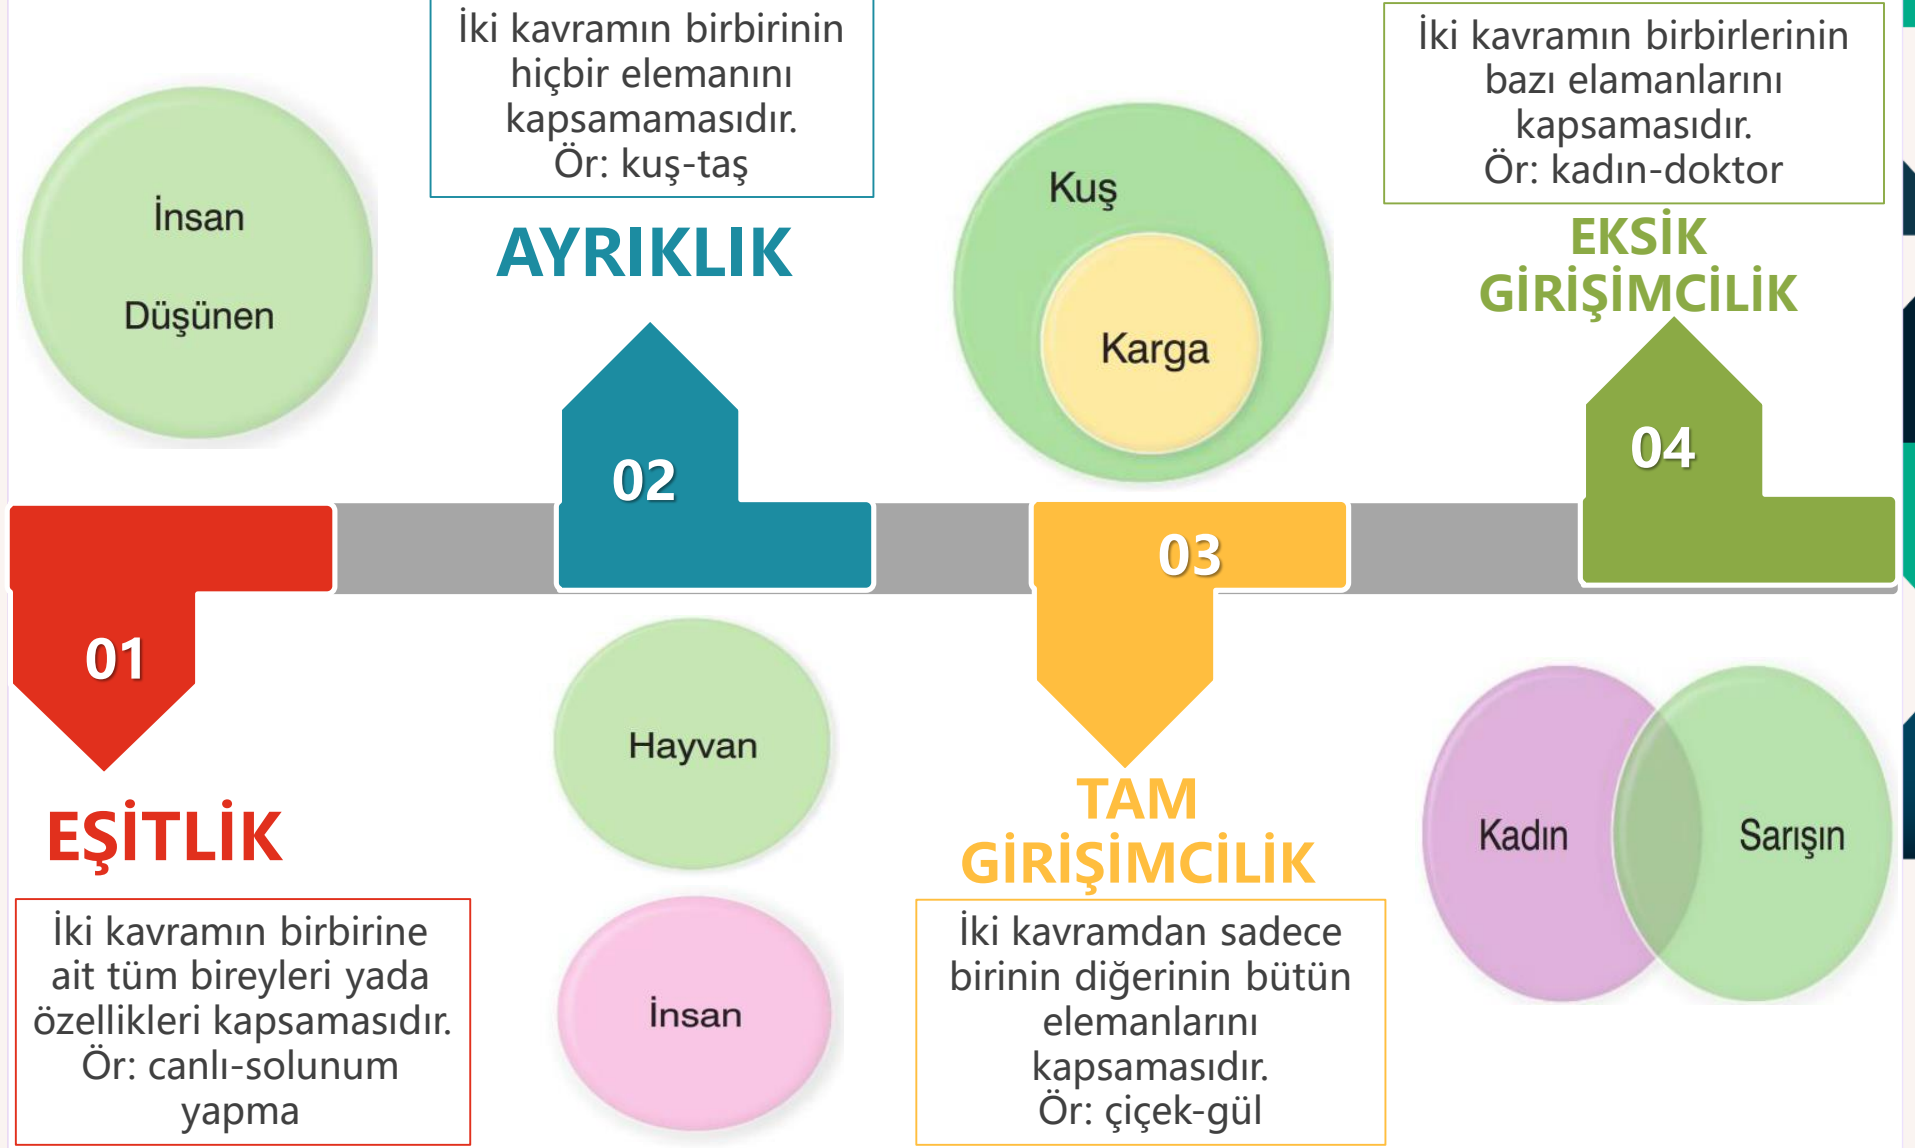 İnsan
Düşünen
01
EŞİTLİK
İki kavramın birbirine
ait tüm bireyleri yada
özellikleri kapsamasıdır.
Ör: canlı-solunum
yapma
İki kavramın birbirinin
hiçbir elemanını
kapsamamasıdır.
Ör: kuş-taş
AYRIKLIK
02
Hayvan
İnsan
Kuş
Karga
03
TAM
GİRİŞİMCİLİK
İki kavramdan sadece
birinin diğerinin bütün
elemanlarını
kapsamasıdır.
Ör: çiçek-gül
İki kavramın birbirlerinin
bazı elamanlarını
kapsamasıdır.
Ör: kadın-doktor
EKSİK
GİRİŞİMCİLİK
04
Kadın
Sarışın